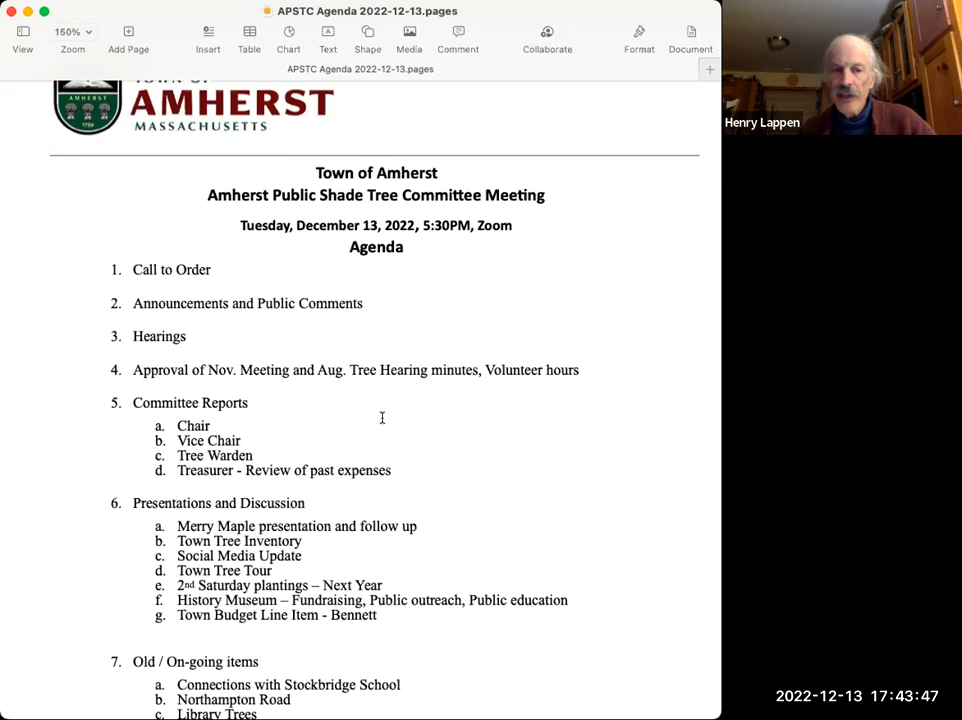 APSTC Agenda 2022-12-13.pages
150%
View Zoom Add Page Insert Table Chart Text Shape Media Comment Collaborate Format Document
APSTC Agenda 2022-12-13.pages
TOWN OF
AMHERST
MASSACHUSETTS
AMHERST
1759
Town of Amherst
Amherst Public Shade Tree Committee Meeting
Tuesday, December 13, 2022, 5:30PM, Zoom
Agenda
1. Call to Order
2. Announcements and Public Comments
3. Hearings
4. Approval of Nov. Meeting and Aug. Tree Hearing minutes, Volunteer hours
5. Committee Reports
a. Chair
b. Vice Chair
c. Tree Warden
d. Treasurer - Review of past expenses
6. Presentations and Discussion
a. Merry Maple presentation and follow up
b. Town Tree Inventory
c. Social Media Update
d. Town Tree Tour
e. 2nd Saturday plantings – Next Year
f. History Museum – Fundraising, Public outreach, Public education
g. Town Budget Line Item - Bennett
7. Old / On-going items
a. Connections with Stockbridge School
b. Northampton Road
c. Library Trees
Henry Lappen
2022-12-13 17:43:47